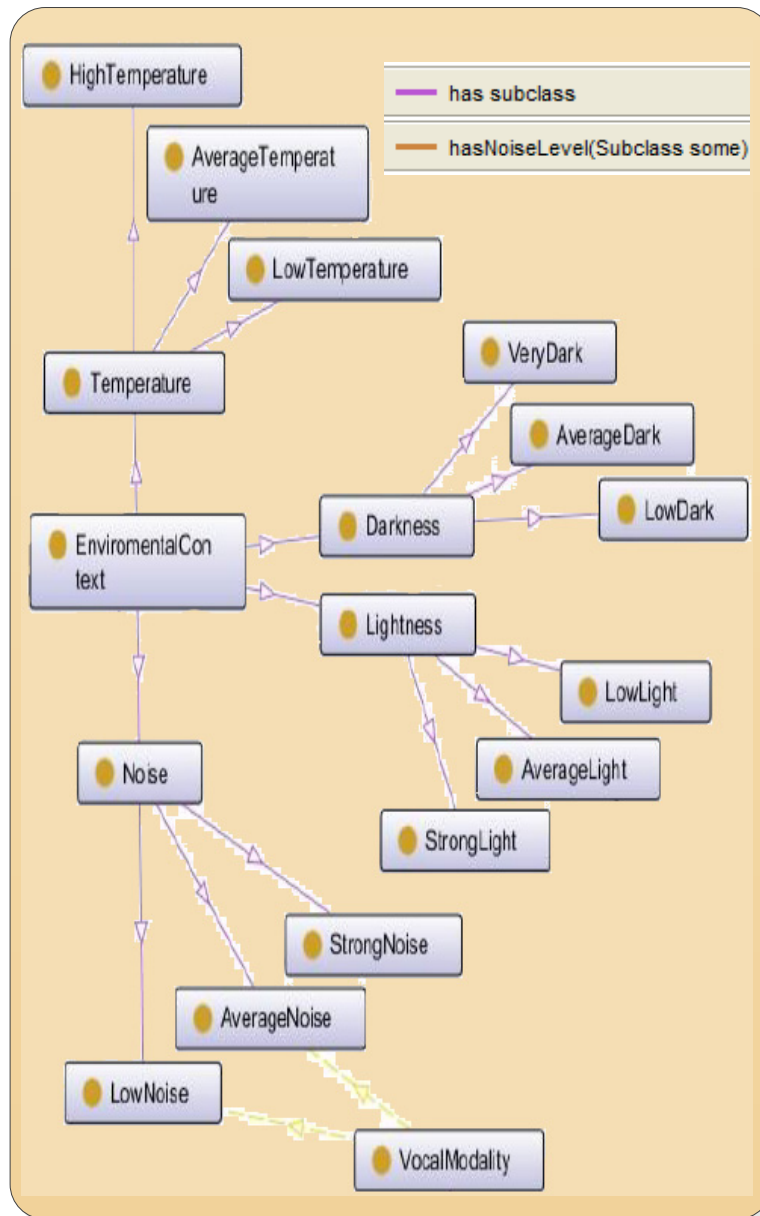 HighTemperature
has subclass
hasNoiseLevel(Subclass some)
AverageTemperat
ure
LowTemperature
VeryDark
Temperature
AverageDark
LowDark
Darkness
EnviromentalCon
text
Lightness
LowLight
AverageLight
Noise
StrongLight
StrongNoise
AverageNoise
LowNoise
VocalModality